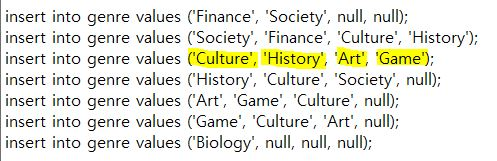 insert into genre values ('Finance', 'Society', null, null);
insert into genre values ('Society', 'Finance', 'Culture', 'History');
insert into genre values ('Culture', 'History', 'Art', 'Game');
insert into genre values ('History', 'Culture', 'Society', null);
insert into genre values ('Art', 'Game', 'Culture', null);
insert into genre values ('Game', 'Culture', 'Art', null);
insert into genre values ('Biology', null, null, null);